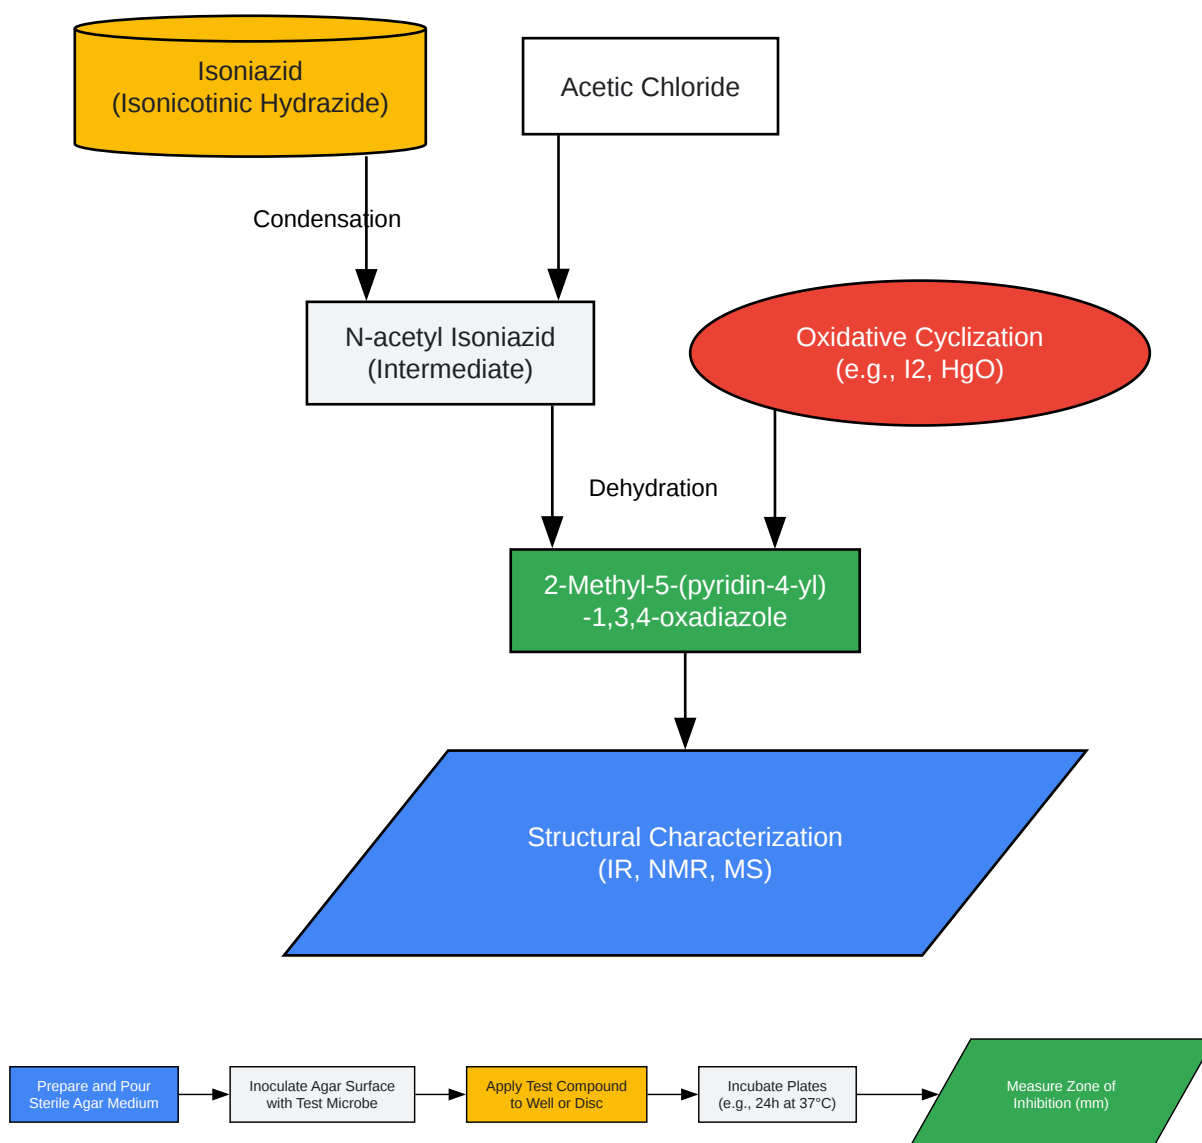 Isoniazid
(Isonicotinic Hydrazide)
Acetic Chloride
Condensation
N-acetyl Isoniazid
(Intermediate)
Oxidative Cyclization
(e.g., I2, HgO)
Dehydration
2-Methyl-5-(pyridin-4-yl)
-1,3,4-oxadiazole
Structural Characterization
(IR, NMR, MS)
Prepare and Pour
Sterile Agar Medium
Inoculate Agar Surface
with Test Microbe
Apply Test Compound
to Well or Disc
Incubate Plates
(e.g., 24h at 37°C)
Measure Zone of
Inhibition (mm)